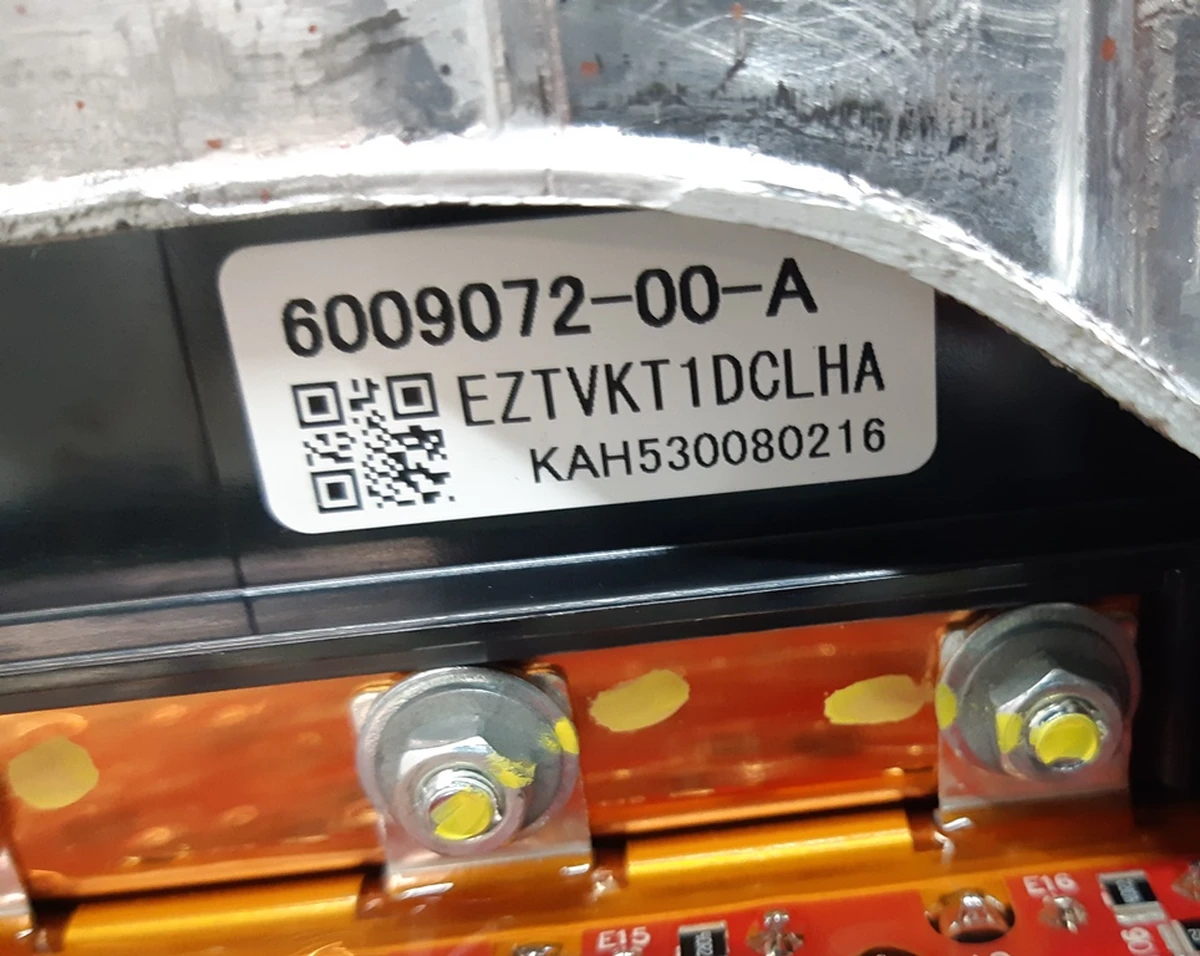 6009072-00-A
EZTVKT1DCLHA
KAH530080216
E16
E15